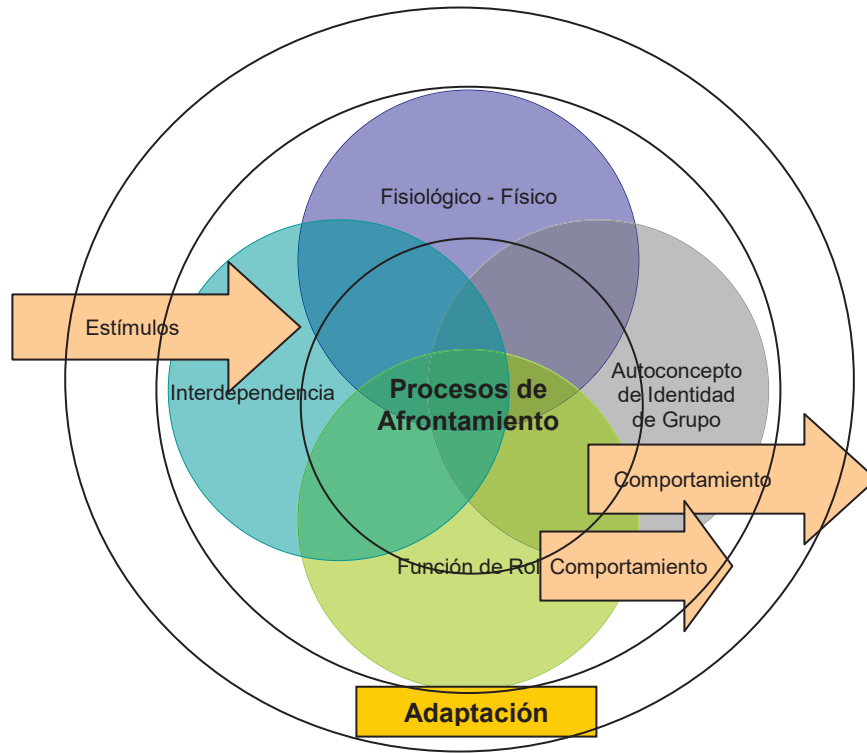 Fisiológico - Físico
Estímulos
Interdependencia
Procesos de
Afrontamiento
Autoconcepto
de Identidad
de Grupo
Comportamiento
Función de Rol
Comportamiento
Adaptación